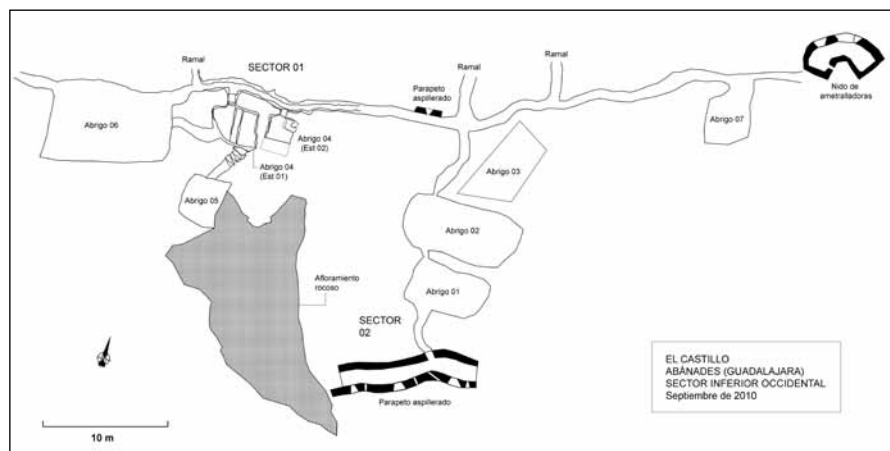 SECTOR 01
Ramal
Ramal
Ramal
Parapeto
aspillerado
Nido de
ametralladoras
Abrigo 06
Abrigo 04
(Est 02)
Abrigo 04
(Est 01)
Abrigo 07
Abrigo 03
Abrigo 05
Abrigo 02
Afloramiento
rocoso
Abrigo 01
SECTOR
02
Parapeto aspillerado
10 m
EL CASTILLO
ABÁNADES (GUADALAJARA)
SECTOR INFERIOR OCCIDENTAL
Septiembre de 2010